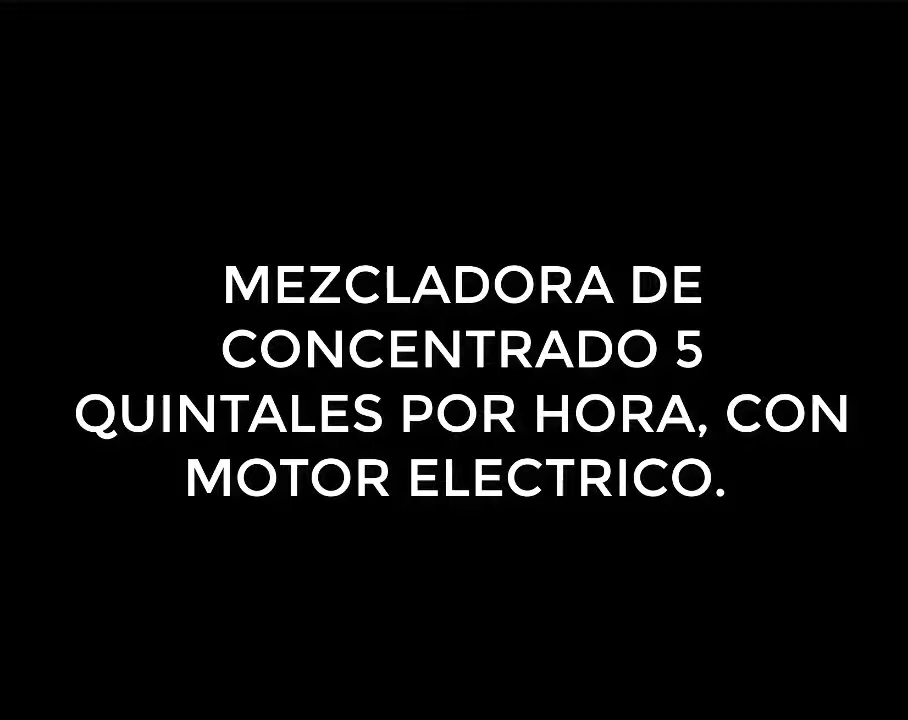 MEZCLADORA DE
CONCENTRADO 5
QUINTALES POR HORA, CON
MOTOR ELECTRICO.